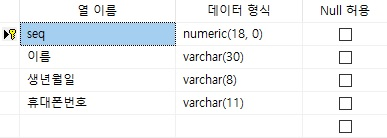 열 이름 데이터 형식 Null 허용
seq numeric(18, 0)
이름 varchar(30)
생년월일 varchar(8)
휴대폰번호 varchar(11)